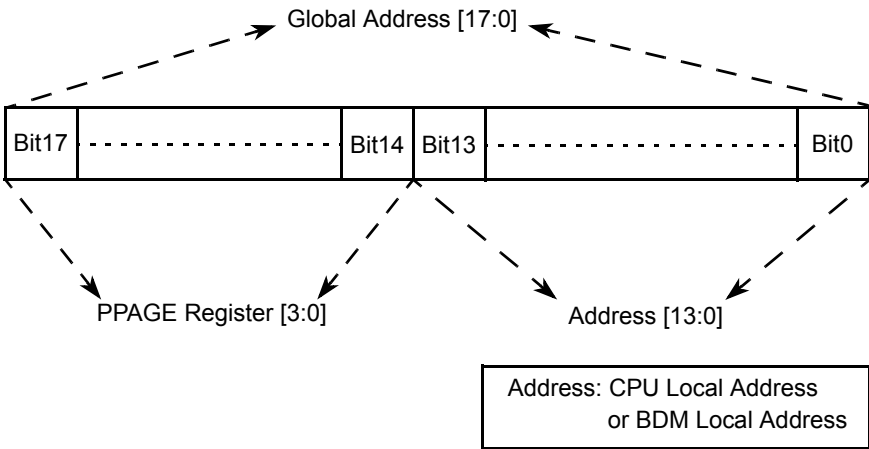 Global Address [17:0]
Bit17
Bit14
Bit13
Bit0
PPAGE Register [3:0]
Address [13:0]
Address: CPU Local Address
or BDM Local Address